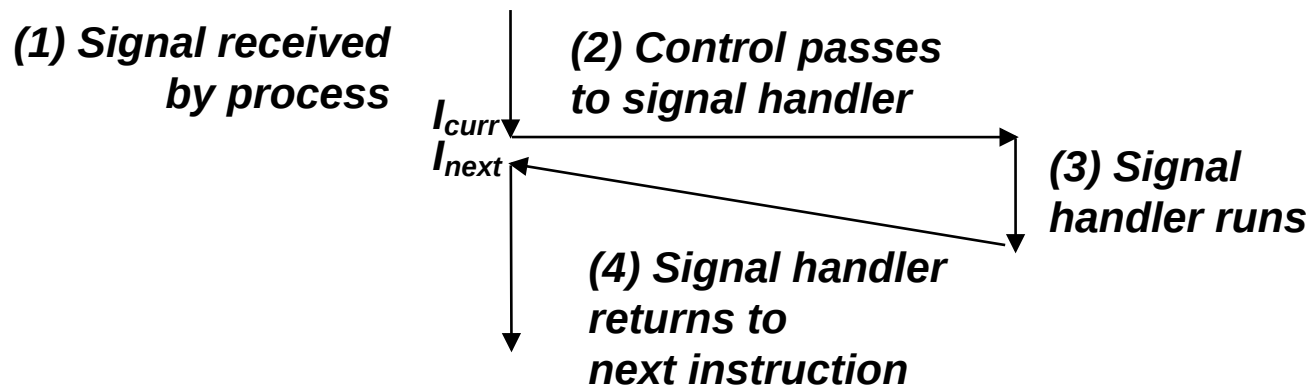 (1) Signal received
by process
(2) Control passes
to signal handler
Icurr
Inext
(3) Signal
handler runs
(4) Signal handler
returns to
next instruction